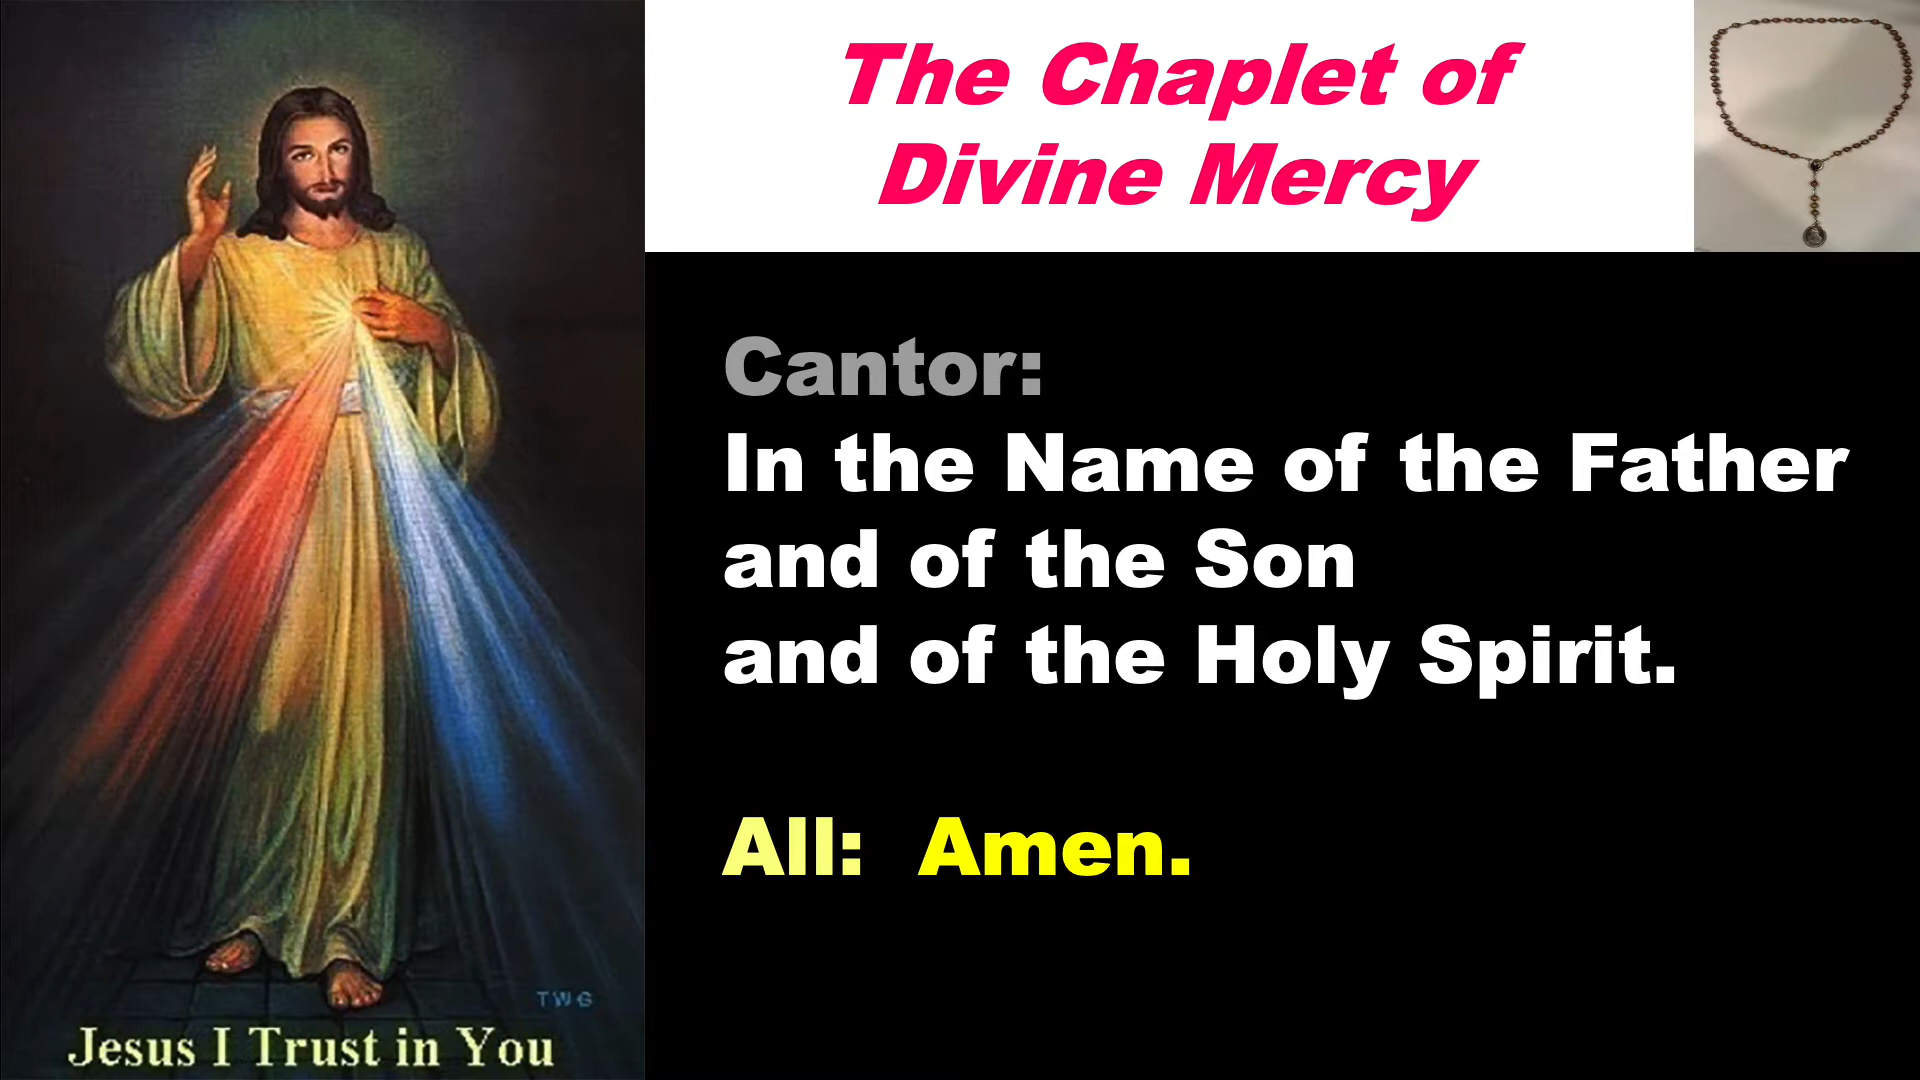 The Chaplet of
Divine Mercy
Cantor:
In the Name of the Father
and of the Son
and of the Holy Spirit.
All: Amen.
TWG
Jesus I Trust in You